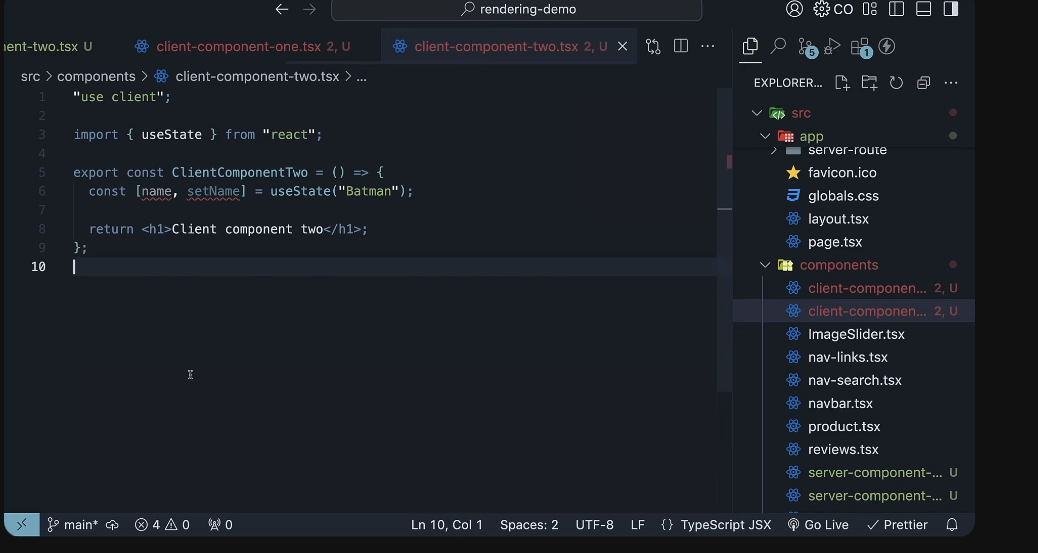 rendering-demo
CO
nent-two.tsx U
client-component-one.tsx 2, U
client-component-two.tsx 2, U
src > components > client-component-two.tsx > ...
1 "use client";
2
3 import { useState } from "react";
4
5 export const ClientComponentTwo = () => {
6 const [name, setName] = useState("Batman");
7
8 return <h1>Client component two</h1>;
9 };
10
5
1
EXPLORER...
src
app
server-route
favicon.ico
globals.css
layout.tsx
page.tsx
components
client-componen... 2, U
client-componen... 2, U
ImageSlider.tsx
nav-links.tsx
nav-search.tsx
navbar.tsx
product.tsx
reviews.tsx
server-component-... U
server-component-... U
main* 4 0 0 Ln 10, Col 1 Spaces: 2 UTF-8 LF {} TypeScript JSX Go Live Prettier